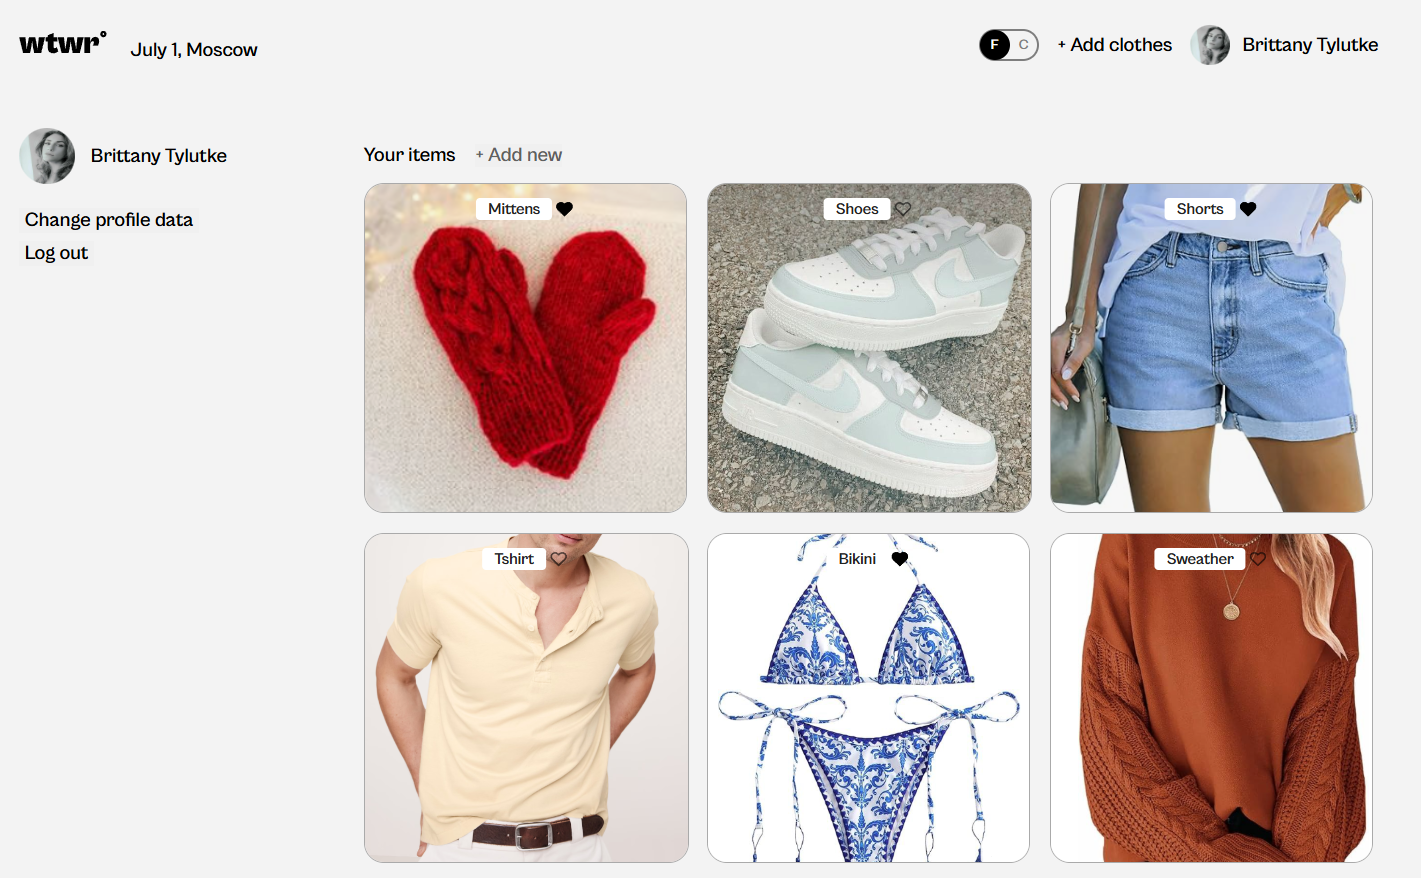 wtwr°
July 1, Moscow
F C
+ Add clothes
Brittany Tylutke
Brittany Tylutke
Change profile data
Log out
Your items
+ Add new
Mittens
Shoes
Shorts
Tshirt
Bikini
Sweather